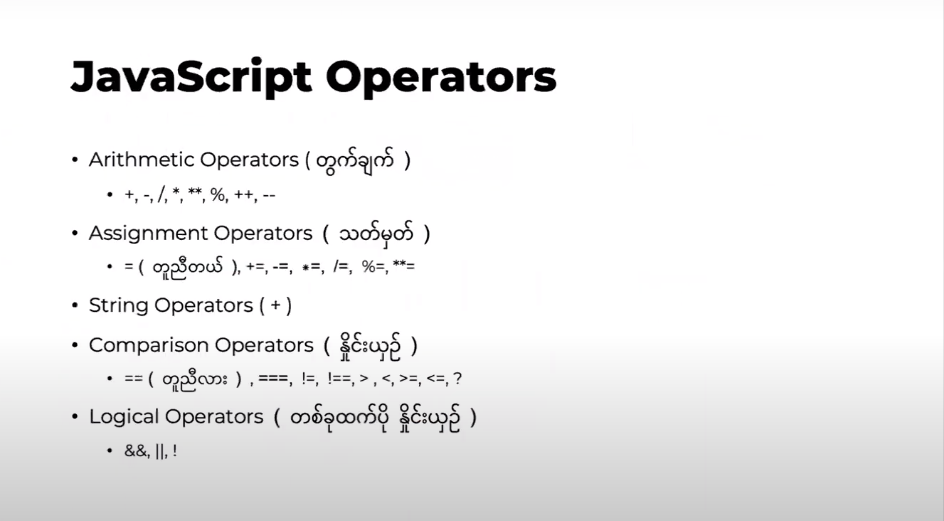 JavaScript Operators
• Arithmetic Operators ( တွက်ချက် )
• +, -, /, *, **, %, ++, --
• Assignment Operators ( သတ်မှတ် )
• = ( တူညီတယ် ), +=, -=, *=, /=, %=, **=
• String Operators ( + )
• Comparison Operators ( နှိုင်းယှဉ် )
• == ( တူညီလား ) , ===, !=, !==, > , <, >=, <=, ?
• Logical Operators ( တစ်ခုထက်ပို နှိုင်းယှဉ် )
• &&, ||, !